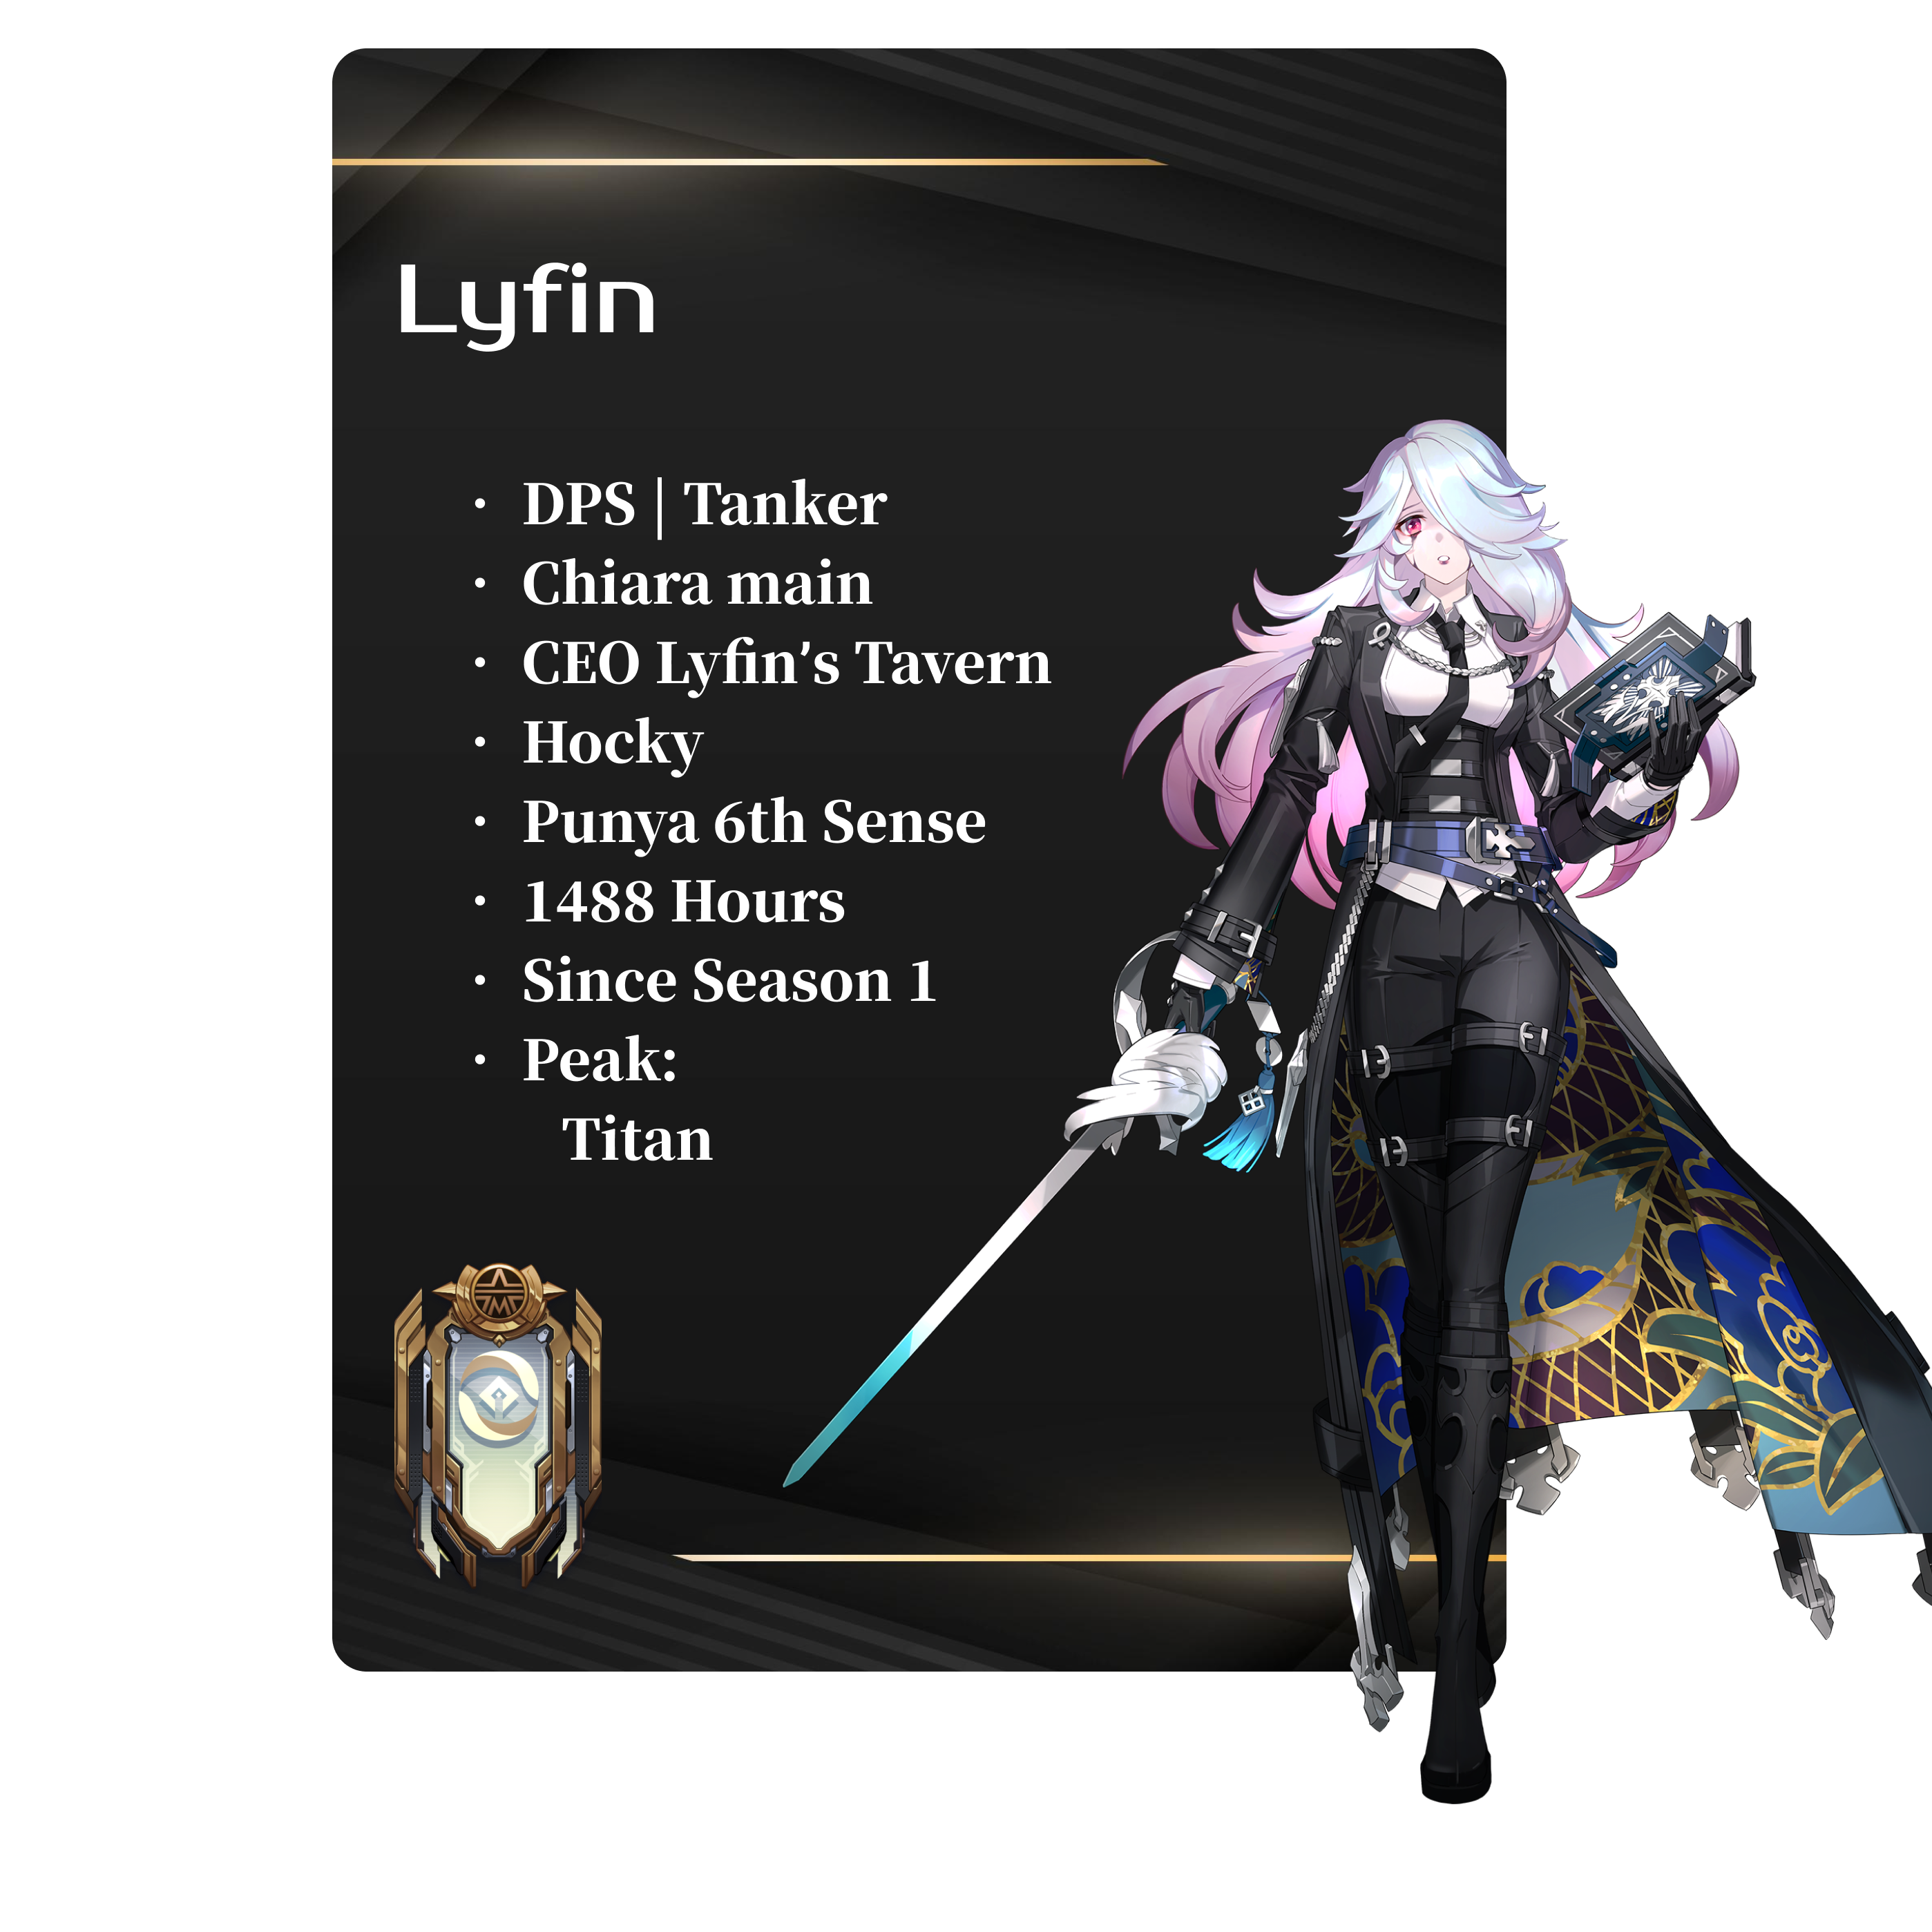 Lyfin
· DPS | Tanker
· Chiara main
· CEO Lyfin’s Tavern
· Hocky
· Punya 6th Sense
· 1488 Hours
· Since Season 1
· Peak:
Titan